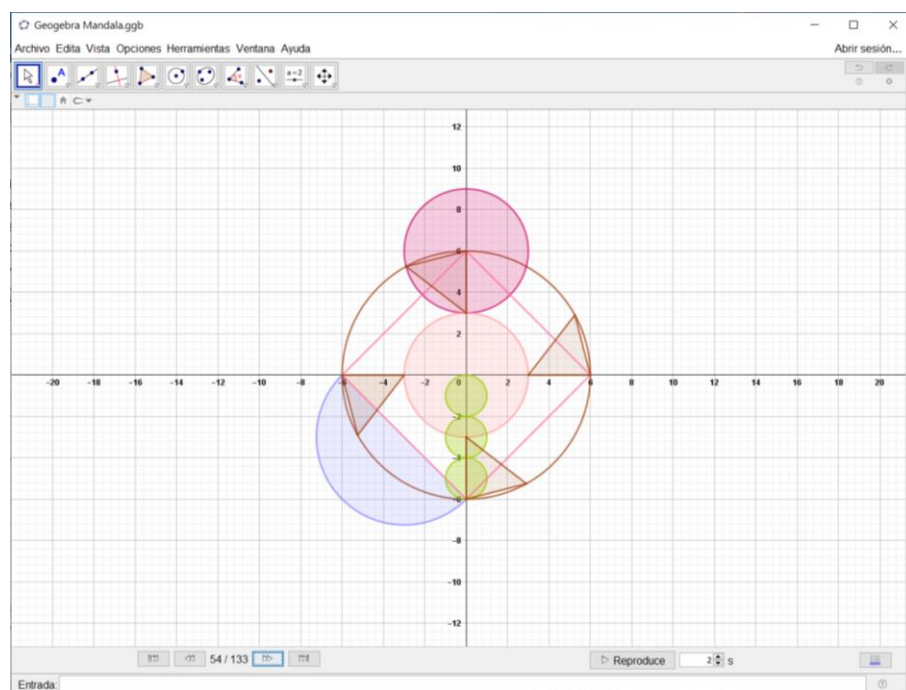 Geogebra Mandala.ggb
Archivo Edita Vista Opciones Herramientas Ventana Ayuda
Abrir sesión...
A
a=2
12
10
8
6
4
2
-20 -18 -16 -14 -12 -10 -8 -6 -4 -2 0 2 4 6 8 10 12 14 16 18 20
-2
-4
-6
-8
-10
-12
54 / 133
Reproduce
2 s
Entrada: